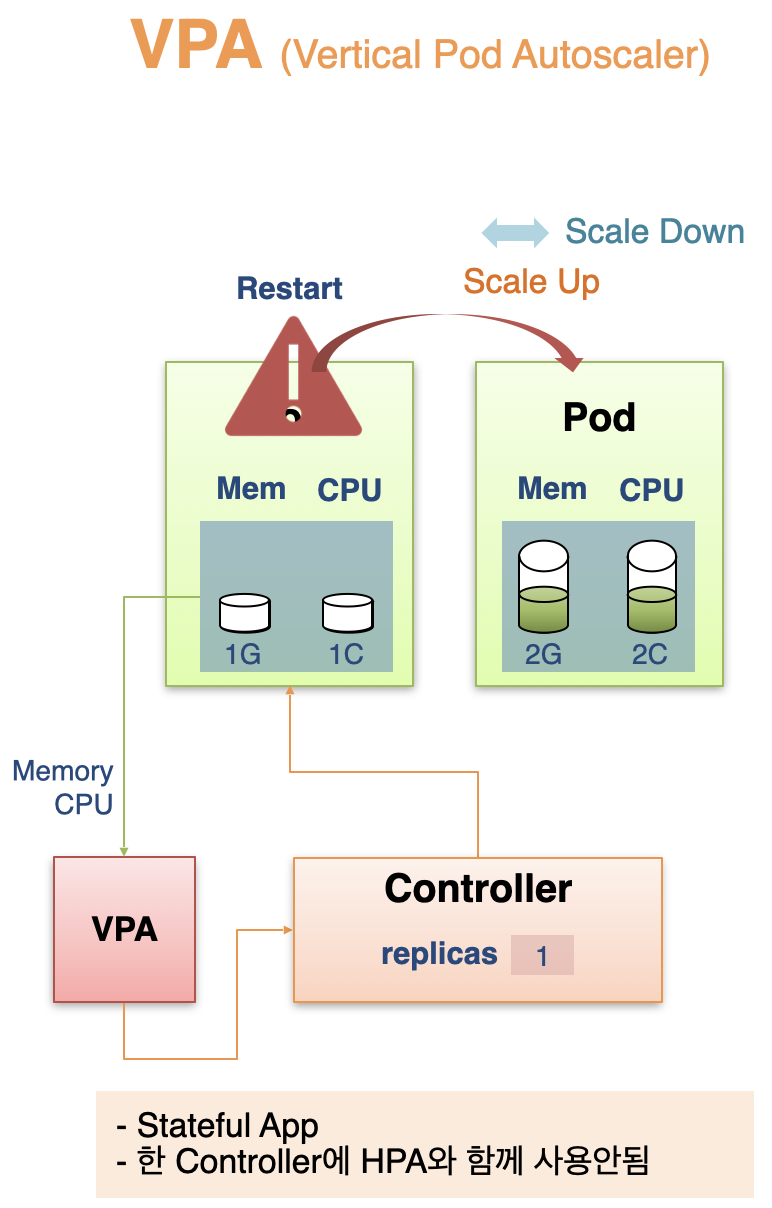 VPA (Vertical Pod Autoscaler)
Scale Down
Scale Up
Restart
Pod
Mem CPU
Mem CPU
1G 1C
2G 2C
Memory
CPU
VPA
Controller
replicas 1
- Stateful App
- 한 Controller에 HPA와 함께 사용안됨